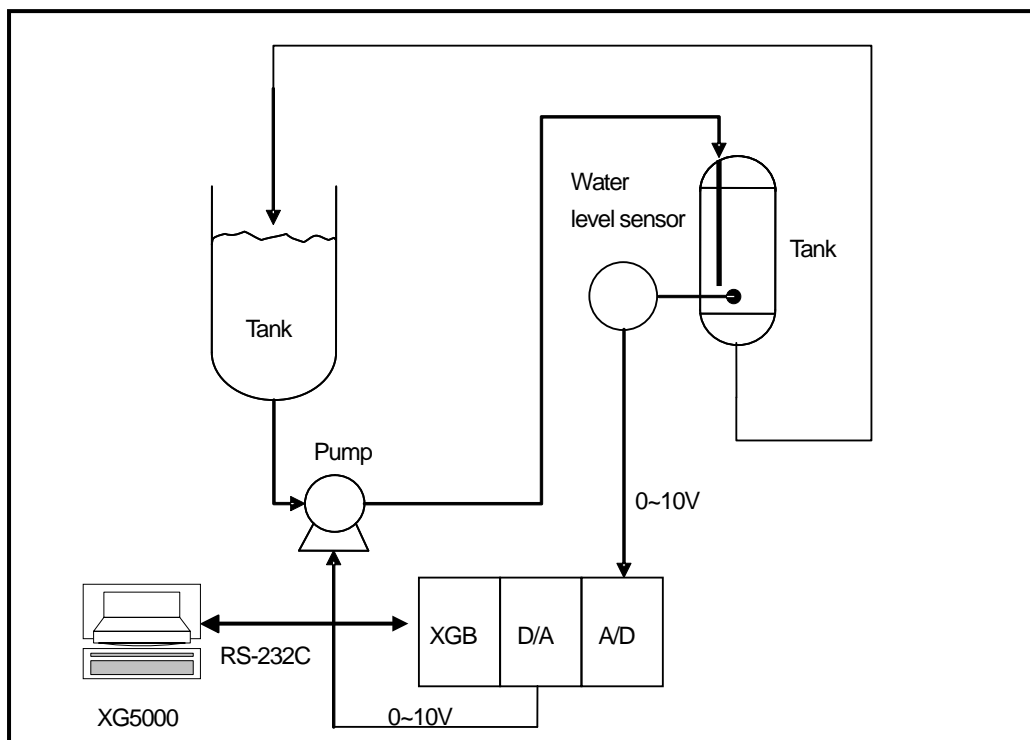 Water
level sensor
Tank
Tank
Pump
0~10V
XGB
D/A
A/D
RS-232C
XG5000
0~10V